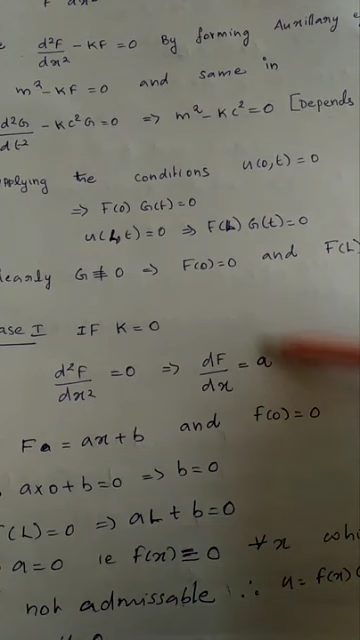 d²F/dx² - KF = 0 By forming Auxillary
m² - KF = 0 and same in
d²G/dt² - Kc²G = 0 => m² - Kc² = 0 [Depends
applying the conditions u(0,t) = 0
=> F(0) G(t) = 0
u(L,t) = 0 => F(L) G(t) = 0
clearly G ≠ 0 => F(0) = 0 and F(L)
case I IF K = 0
d²F/dx² = 0 => dF/dx = a
F = ax + b and f(0) = 0
ax0 + b = 0 => b = 0
F(L) = 0 => aL + b = 0
a = 0 ie f(x) ≡ 0 ∀x whi
not admissable ∴ u = f(x)